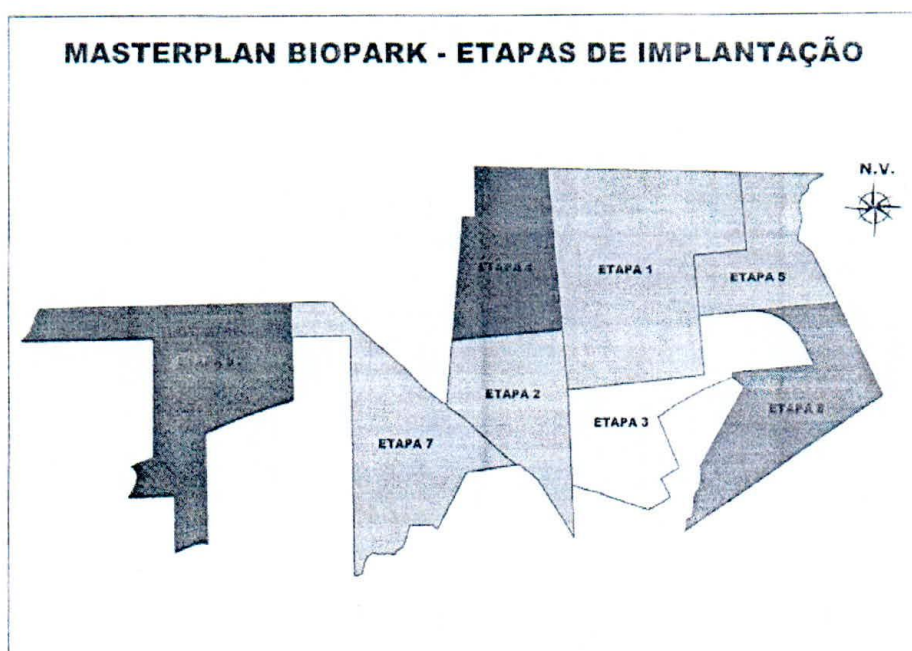 MASTERPLAN BIOPARK - ETAPAS DE IMPLANTAÇÃO
N.V.
ETAPA 4
ETAPA 1
ETAPA 5
ETAPA 2
ETAPA 3
ETAPA 7